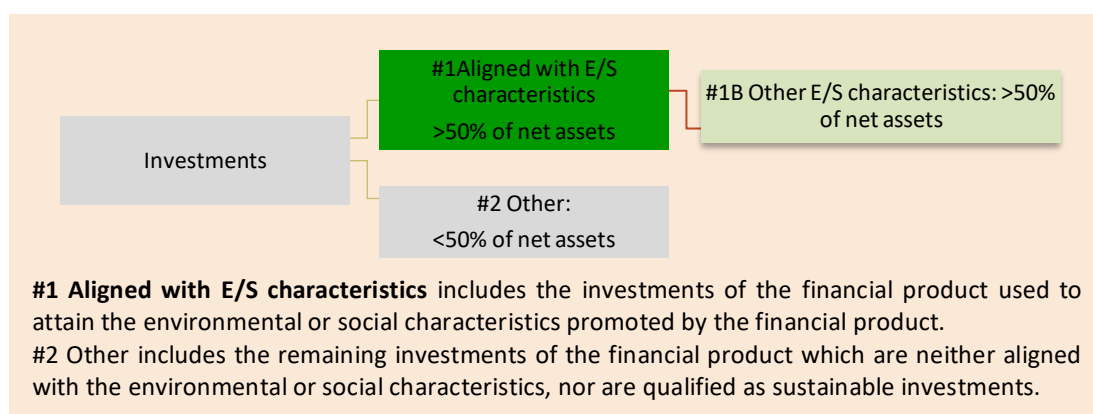 #1Aligned with E/S
characteristics
>50% of net assets
#1B Other E/S characteristics: >50%
of net assets
Investments
#2 Other:
<50% of net assets
#1 Aligned with E/S characteristics includes the investments of the financial product used to
attain the environmental or social characteristics promoted by the financial product.
#2 Other includes the remaining investments of the financial product which are neither aligned
with the environmental or social characteristics, nor are qualified as sustainable investments.